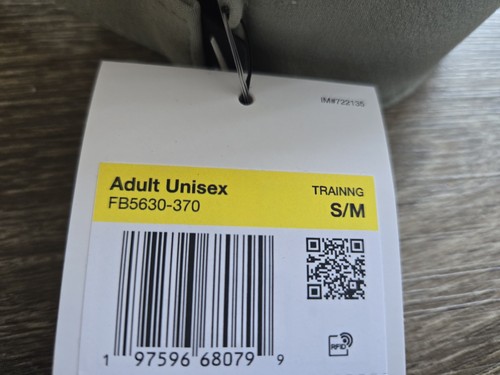 IM#722135
Adult Unisex TRAINNG
FB5630-370 S/M
1 97596 68079 9
RFID